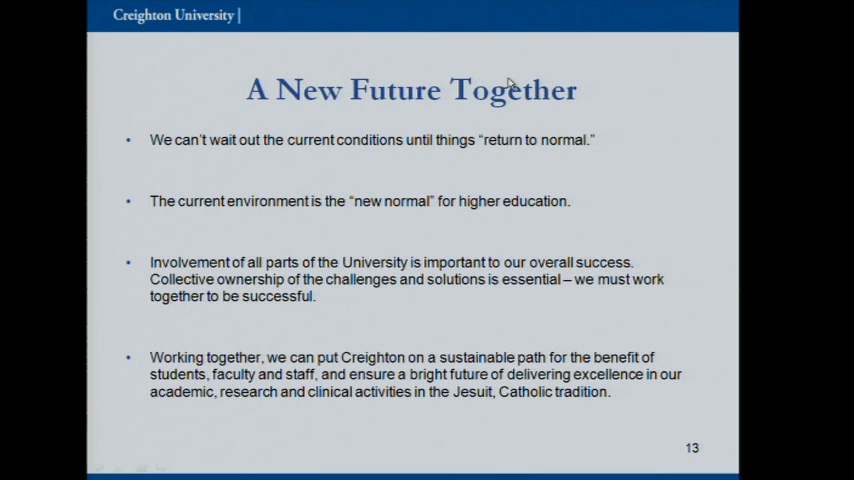 Creighton University
A New Future Together
• We can't wait out the current conditions until things “return to normal.”
• The current environment is the “new normal” for higher education.
• Involvement of all parts of the University is important to our overall success.
Collective ownership of the challenges and solutions is essential – we must work
together to be successful.
• Working together, we can put Creighton on a sustainable path for the benefit of
students, faculty and staff, and ensure a bright future of delivering excellence in our
academic, research and clinical activities in the Jesuit, Catholic tradition.
13